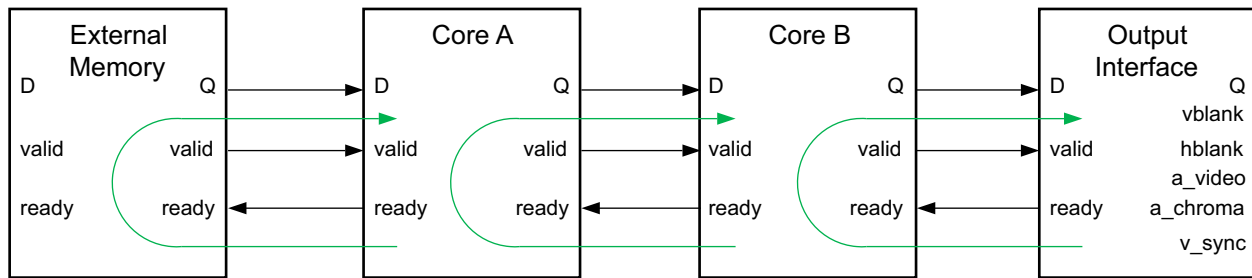 External
Memory
D
Q
valid
valid
ready
ready
Core A
D
Q
valid
valid
ready
ready
Core B
D
Q
valid
valid
ready
ready
Output
Interface
D
Q
vblank
valid
hblank
a_video
ready
a_chroma
v_sync